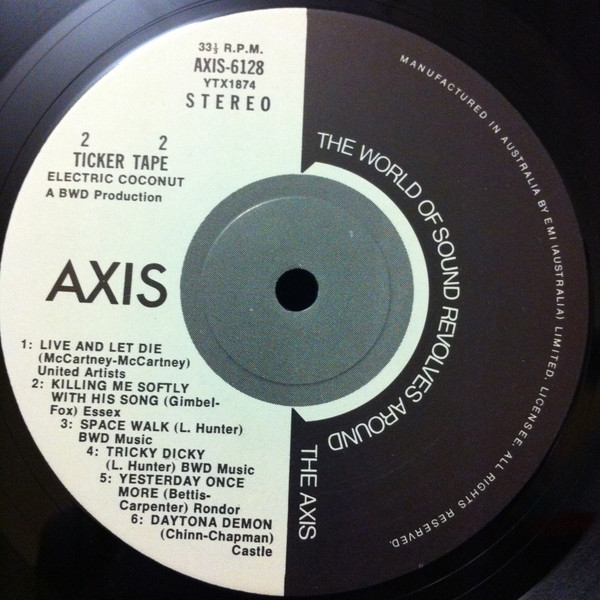 33⅓ R.P.M.
AXIS-6128
YTX1874
STEREO
2 2
TICKER TAPE
ELECTRIC COCONUT
A BWD Production
AXIS
1: LIVE AND LET DIE
(McCartney-McCartney)
United Artists
2: KILLING ME SOFTLY
WITH HIS SONG (Gimbel-
Fox) Essex
3: SPACE WALK (L. Hunter)
BWD Music
4: TRICKY DICKY
(L. Hunter) BWD Music
5: YESTERDAY ONCE
MORE (Bettis-
Carpenter) Rondor
6: DAYTONA DEMON
(Chinn-Chapman)
Castle
THE WORLD OF SOUND REVOLVES AROUND
THE AXIS
MANUFACTURED IN AUSTRALIA BY EMI (AUSTRALIA) LIMITED. LICENSEE. ALL RIGHTS RESERVED.